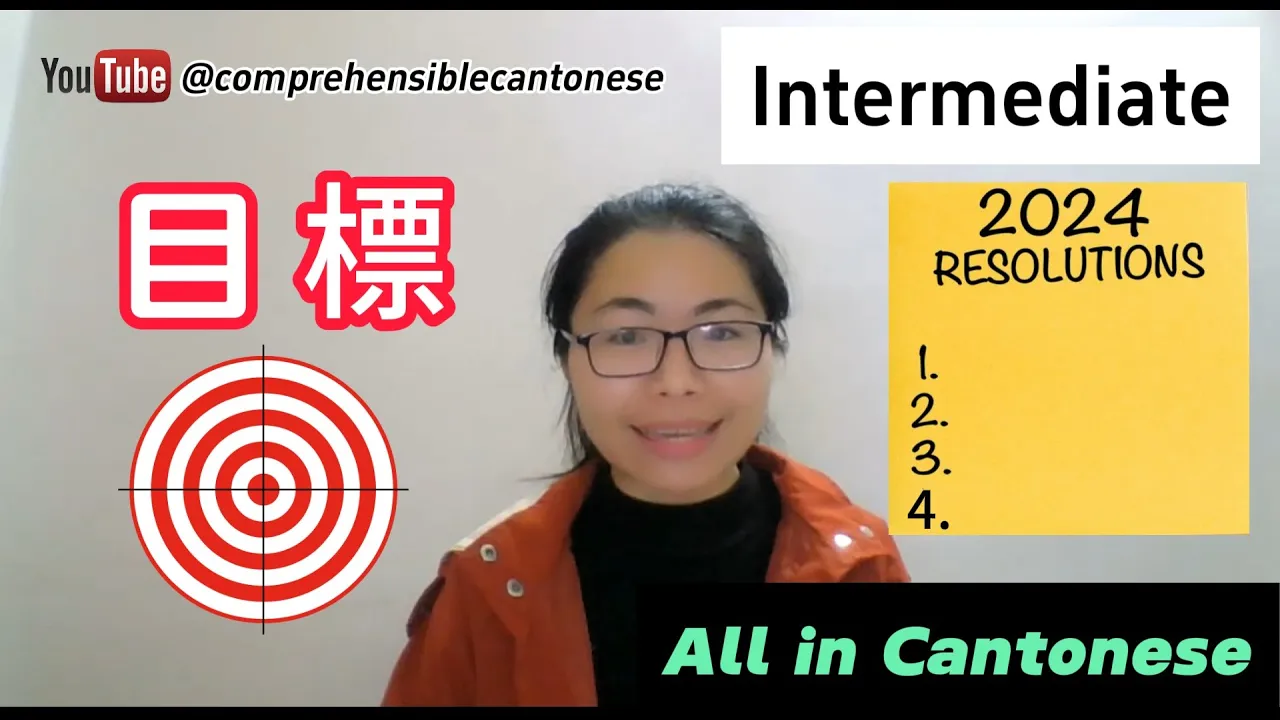 YouTube @comprehensiblecantonese
Intermediate
目標
2024
RESOLUTIONS
1.
2.
3.
4.
All in Cantonese